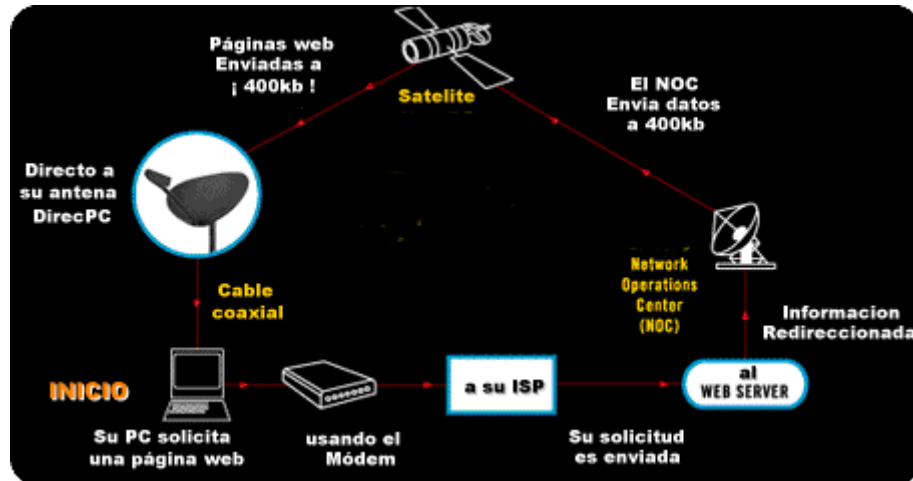 Páginas web
Enviadas a
¡ 400kb !
Satelite
El NOC
Envia datos
a 400kb
Directo a
su antena
DirecPC
Network
Operations
Center
(NOC)
Cable
coaxial
Informacion
Redireccionada
INICIO
a su ISP
al
WEB SERVER
Su PC solicita
una página web
usando el
Módem
Su solicitud
es enviada